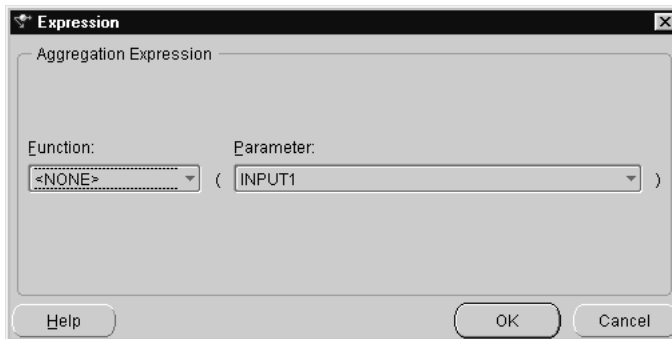 Expression
Aggregation Expression
Function: Parameter:
<NONE> ( INPUT1 )
Help OK Cancel